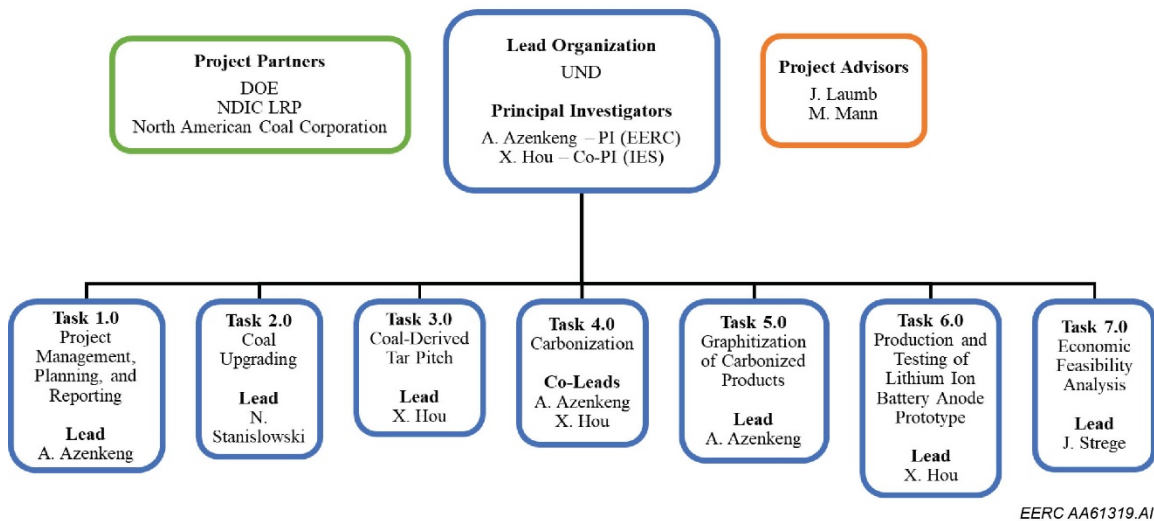 Project Partners
DOE
NDIC LRP
North American Coal Corporation
Lead Organization
UND
Principal Investigators
A. Azenkeng – PI (EERC)
X. Hou – Co-PI (IES)
Project Advisors
J. Laumb
M. Mann
Task 1.0
Project
Management,
Planning, and
Reporting
Lead
A. Azenkeng
Task 2.0
Coal
Upgrading
Lead
N.
Stanislowski
Task 3.0
Coal-Derived
Tar Pitch
Lead
X. Hou
Task 4.0
Carbonization
Co-Leads
A. Azenkeng
X. Hou
Task 5.0
Graphitization
of Carbonized
Products
Lead
A. Azenkeng
Task 6.0
Production and
Testing of
Lithium Ion
Battery Anode
Prototype
Lead
X. Hou
Task 7.0
Economic
Feasibility
Analysis
Lead
J. Strege
EERC AA61319.AI